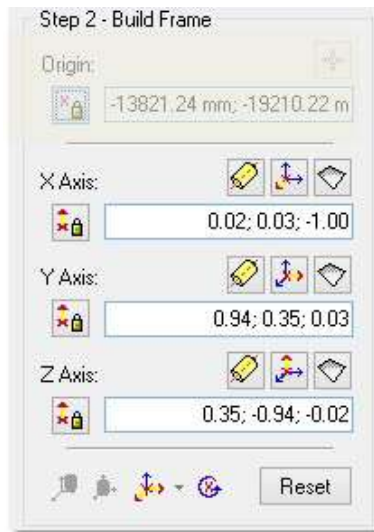 Step 2 - Build Frame
Origin:
-13821.24 mm; -19210.22 m
X Axis:
0.02; 0.03; -1.00
Y Axis:
0.94; 0.35; 0.03
Z Axis:
0.35; -0.94; -0.02
Reset